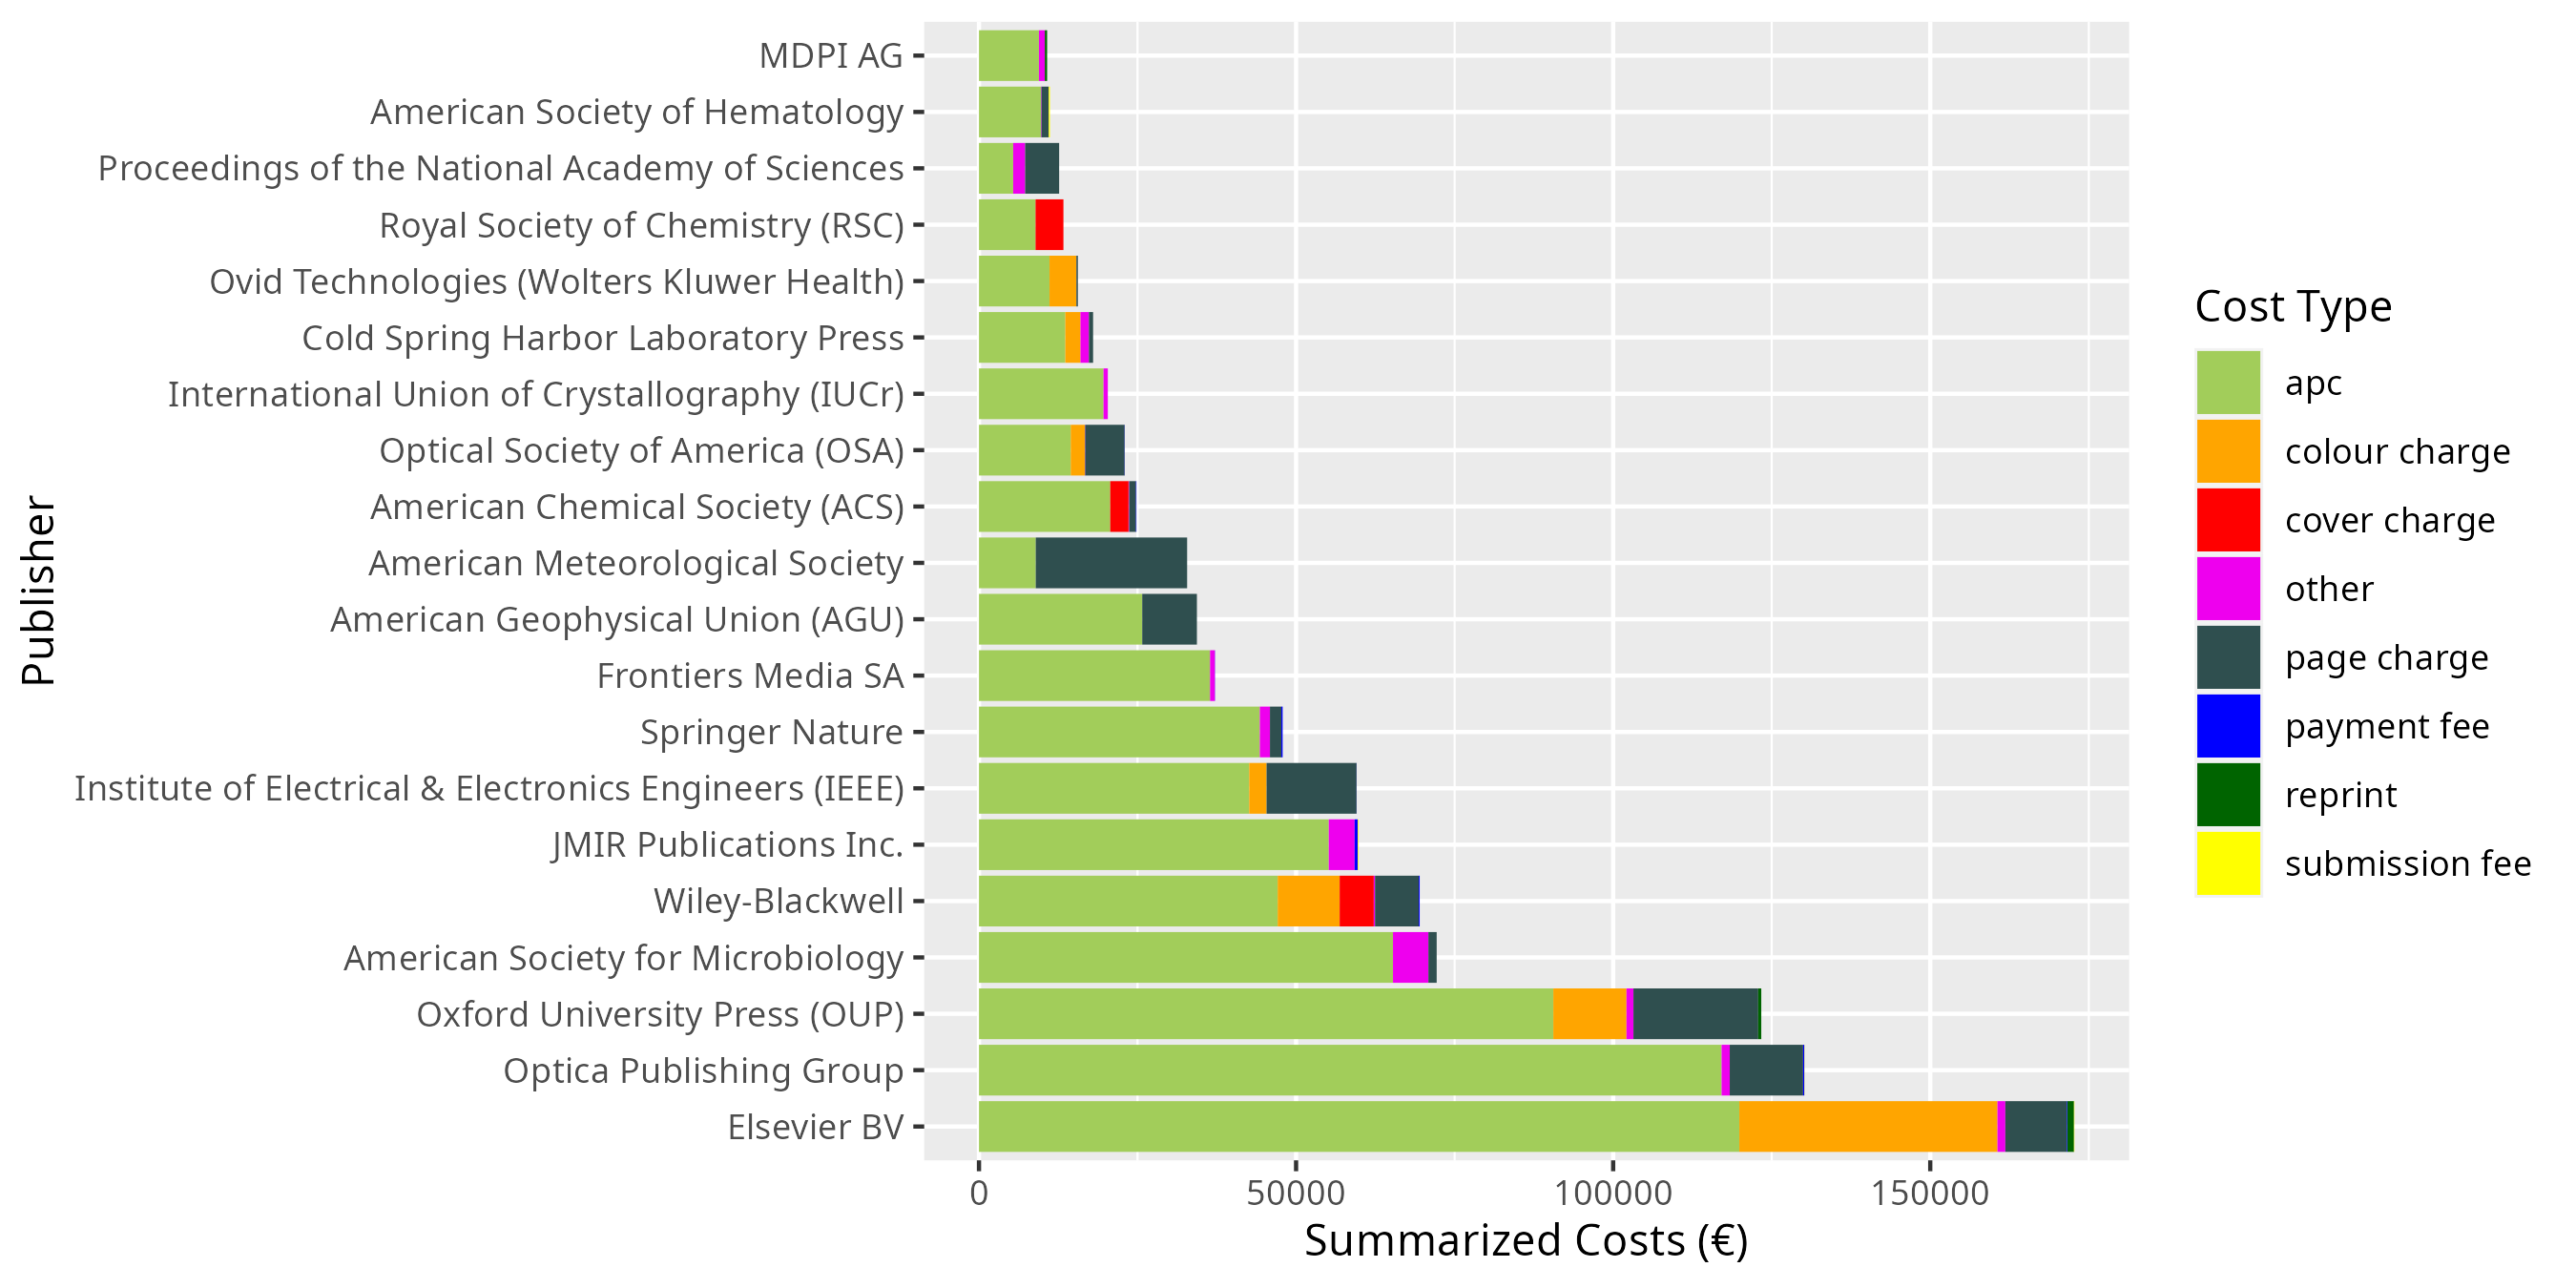 MDPI AG
American Society of Hematology
Proceedings of the National Academy of Sciences
Royal Society of Chemistry (RSC)
Ovid Technologies (Wolters Kluwer Health)
Cold Spring Harbor Laboratory Press
International Union of Crystallography (IUCr)
Optical Society of America (OSA)
American Chemical Society (ACS)
American Meteorological Society
American Geophysical Union (AGU)
Frontiers Media SA
Springer Nature
Institute of Electrical & Electronics Engineers (IEEE)
JMIR Publications Inc.
Wiley-Blackwell
American Society for Microbiology
Oxford University Press (OUP)
Optica Publishing Group
Elsevier BV
Publisher
0 50000 100000 150000
Summarized Costs (€)
Cost Type
apc
colour charge
cover charge
other
page charge
payment fee
reprint
submission fee